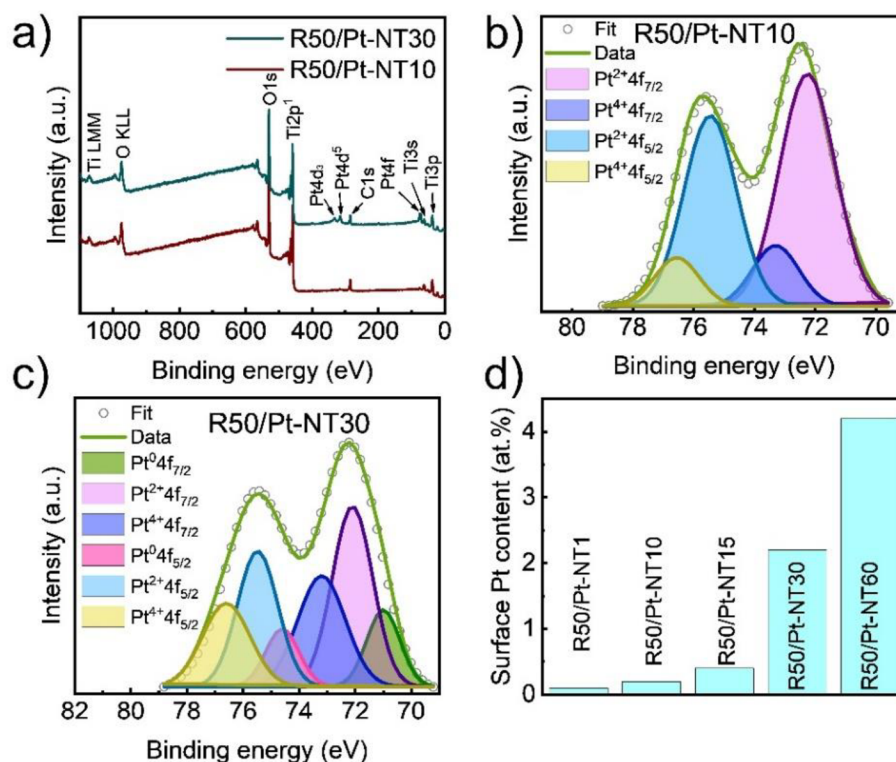 a)
R50/Pt-NT30
R50/Pt-NT10
Ti LMM
O KLL
O1s
Ti2p¹
Pt4d₃
Pt4d⁵
C1s
Pt4f
Ti3s
Ti3p
Intensity (a.u.)
1000 800 600 400 200 0
Binding energy (eV)
b)
R50/Pt-NT10
Fit
Data
Pt²⁺4f₇/₂
Pt⁴⁺4f₇/₂
Pt²⁺4f₅/₂
Pt⁴⁺4f₅/₂
Intensity (a.u.)
80 78 76 74 72 70
Binding energy (eV)
c)
R50/Pt-NT30
Fit
Data
Pt⁰4f₇/₂
Pt²⁺4f₇/₂
Pt⁴⁺4f₇/₂
Pt⁰4f₅/₂
Pt²⁺4f₅/₂
Pt⁴⁺4f₅/₂
Intensity (a.u.)
82 80 78 76 74 72 70
Binding energy (eV)
d)
Surface Pt content (at.%)
4
3
2
1
0
R50/Pt-NT1
R50/Pt-NT10
R50/Pt-NT15
R50/Pt-NT30
R50/Pt-NT60